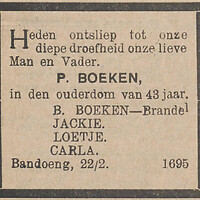 Heden ontsliep tot onze
diepe droefheid onze lieve
Man en Vader.
P. BOEKEN,
in den ouderdom van 43 jaar.
B. BOEKEN—Brandel
JACKIE.
LOETJE.
CARLA.
Bandoeng, 22/2. 1695